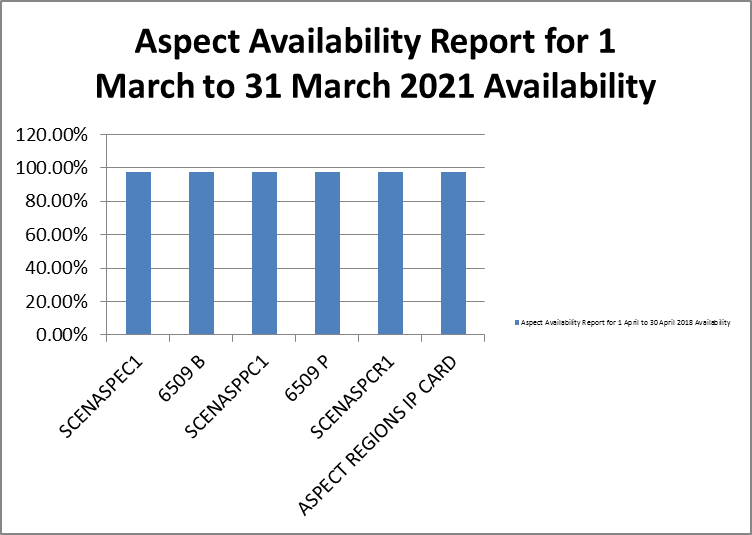 Aspect Availability Report for 1
March to 31 March 2021 Availability
120.00%
100.00%
80.00%
60.00%
40.00%
20.00%
0.00%
SCENASPEC1
6509 B
SCENASPPC1
6509 P
SCENASPCR1
ASPECT REGIONS IP CARD
Aspect Availability Report for 1 April to 30 April 2018 Availability